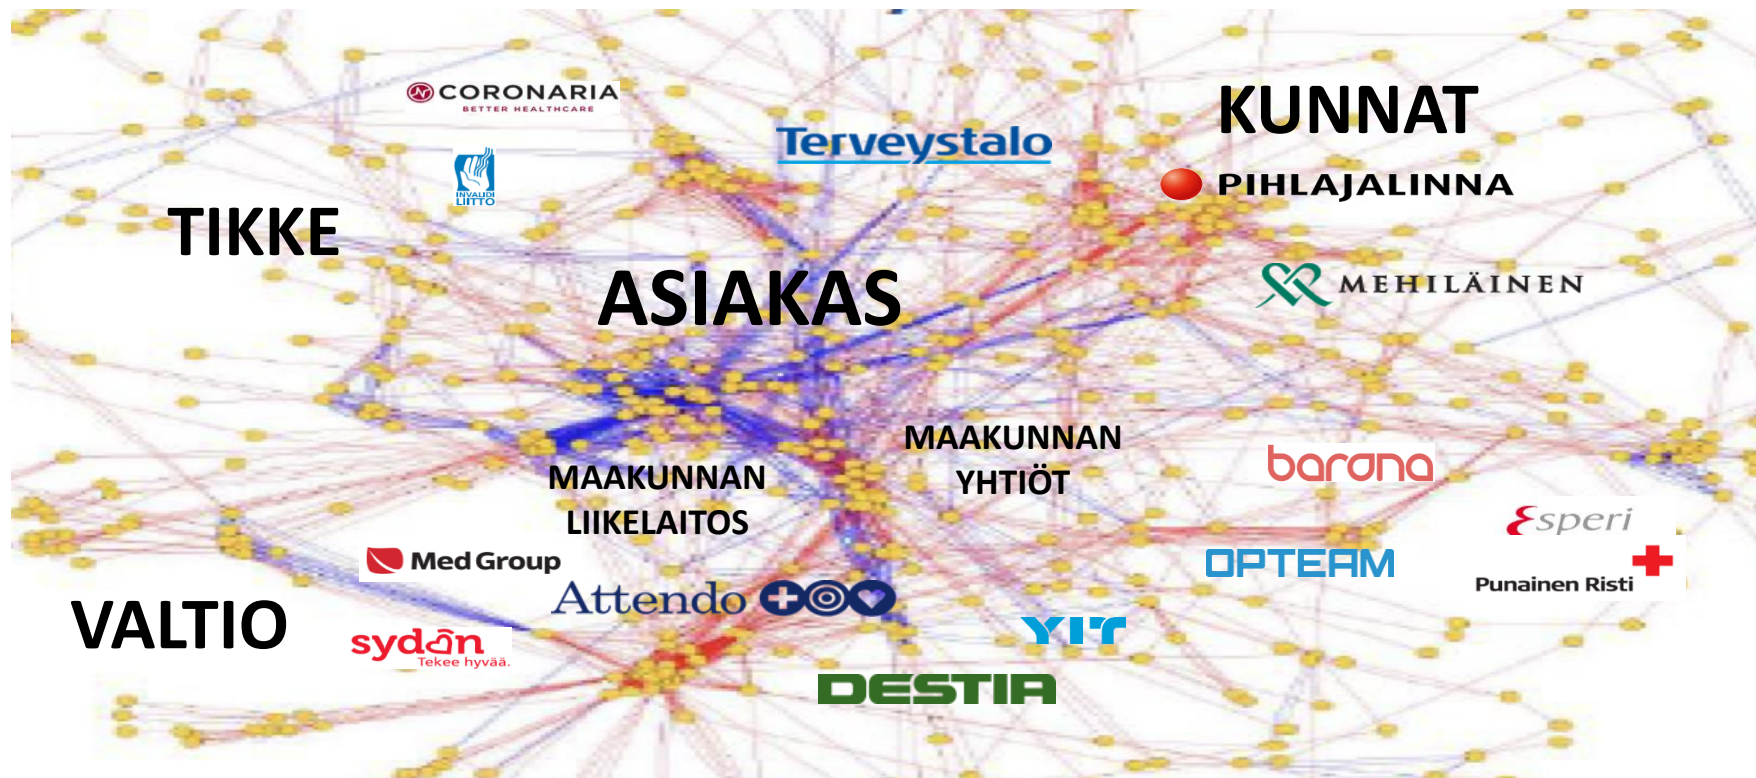 CORONARIA
BETTER HEALTHCARE
KUNNAT
Terveystalo
INVALIDI
LIITTO
PIHLAJALINNA
TIKKE
ASIAKAS
MEHILÄINEN
MAAKUNNAN
YHTIÖT
barona
MAAKUNNAN
LIIKELAITOS
Esperi
Med Group
OPTEAM
Punainen Risti
Attendo
VALTIO
YIT
sydän
Tekee hyvää.
DESTIA